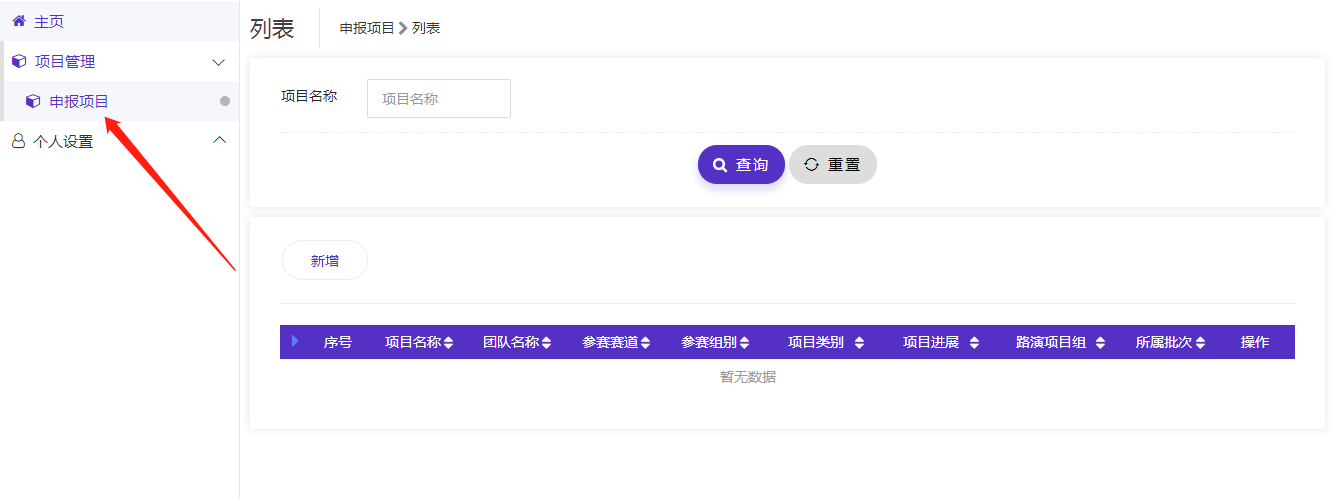 主页
项目管理
申报项目
个人设置
列表
申报项目 列表
项目名称 项目名称
查询 重置
新增
序号 项目名称 团队名称 参赛赛道 参赛组别 项目类别 项目进展 路演项目组 所属批次 操作
暂无数据